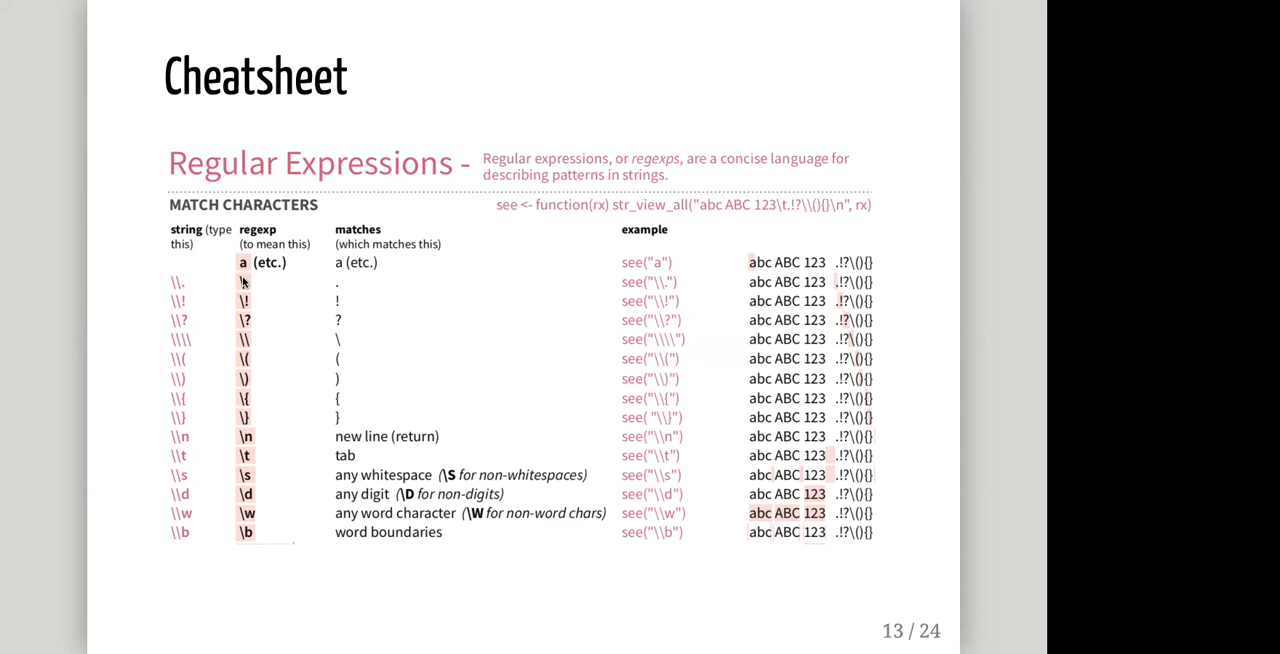 Cheatsheet
Regular Expressions - Regular expressions, or regexps, are a concise language for
describing patterns in strings.
MATCH CHARACTERS see <- function(rx) str_view_all("abc ABC 123\t.!?\\(){}\n", rx)
string (type this) regexp (to mean this) matches (which matches this) example
a (etc.) a (etc.) see("a") abc ABC 123 .!?\(){}
\\. \ . see("\\.") abc ABC 123 .!?\(){}
\\! \! ! see("\\!") abc ABC 123 .!?\(){}
\\? \? ? see("\\?") abc ABC 123 .!?\(){}
\\\\ \\ \ see("\\\\") abc ABC 123 .!?\(){}
\\( \( ( see("\\(") abc ABC 123 .!?\(){}
\\) \) ) see("\\)") abc ABC 123 .!?\(){}
\\{ \{ { see("\\{") abc ABC 123 .!?\(){}
\\} \} } see( "\\}") abc ABC 123 .!?\(){}
\\n \n new line (return) see("\\n") abc ABC 123 .!?\(){}
\\t \t tab see("\\t") abc ABC 123 .!?\(){}
\\s \s any whitespace (\S for non-whitespaces) see("\\s") abc ABC 123 .!?\(){}
\\d \d any digit (\D for non-digits) see("\\d") abc ABC 123 .!?\(){}
\\w \w any word character (\W for non-word chars) see("\\w") abc ABC 123 .!?\(){}
\\b \b word boundaries see("\\b") abc ABC 123 .!?\(){}
13 / 24